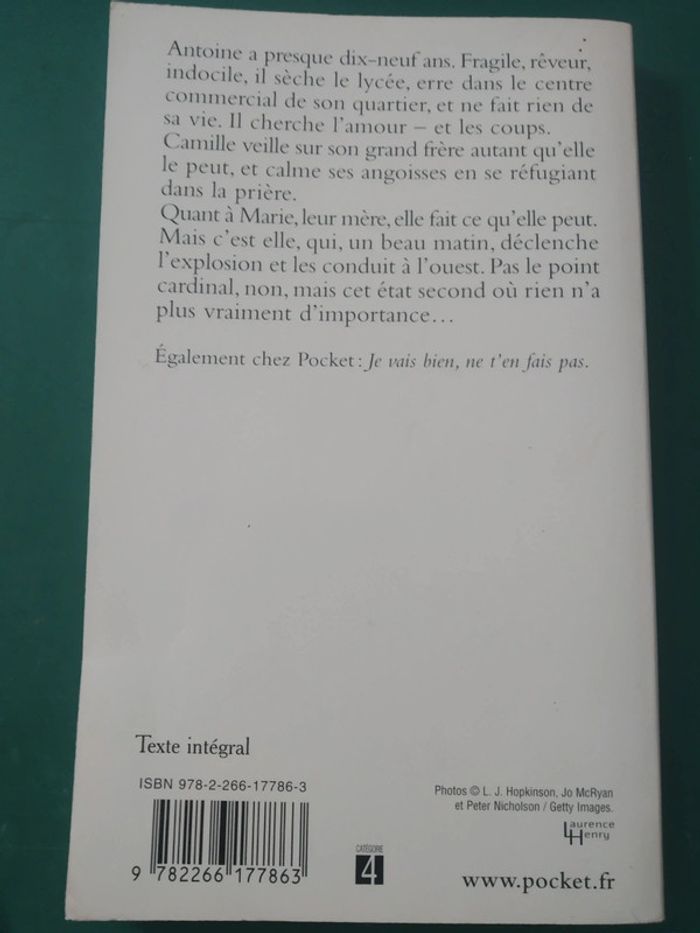 Antoine a presque dix-neuf ans. Fragile, rêveur,
indocile, il sèche le lycée, erre dans le centre
commercial de son quartier, et ne fait rien de
sa vie. Il cherche l'amour – et les coups.
Camille veille sur son grand frère autant qu'elle
le peut, et calme ses angoisses en se réfugiant
dans la prière.
Quant à Marie, leur mère, elle fait ce qu'elle peut.
Mais c'est elle, qui, un beau matin, déclenche
l'explosion et les conduit à l'ouest. Pas le point
cardinal, non, mais cet état second où rien n'a
plus vraiment d'importance…
Également chez Pocket : Je vais bien, ne t'en fais pas.
Texte intégral
ISBN 978-2-266-17786-3
9 782266 177863
CATÉGORIE
4
Photos © L. J. Hopkinson, Jo McRyan
et Peter Nicholson / Getty Images.
Laurence
Henry
www.pocket.fr